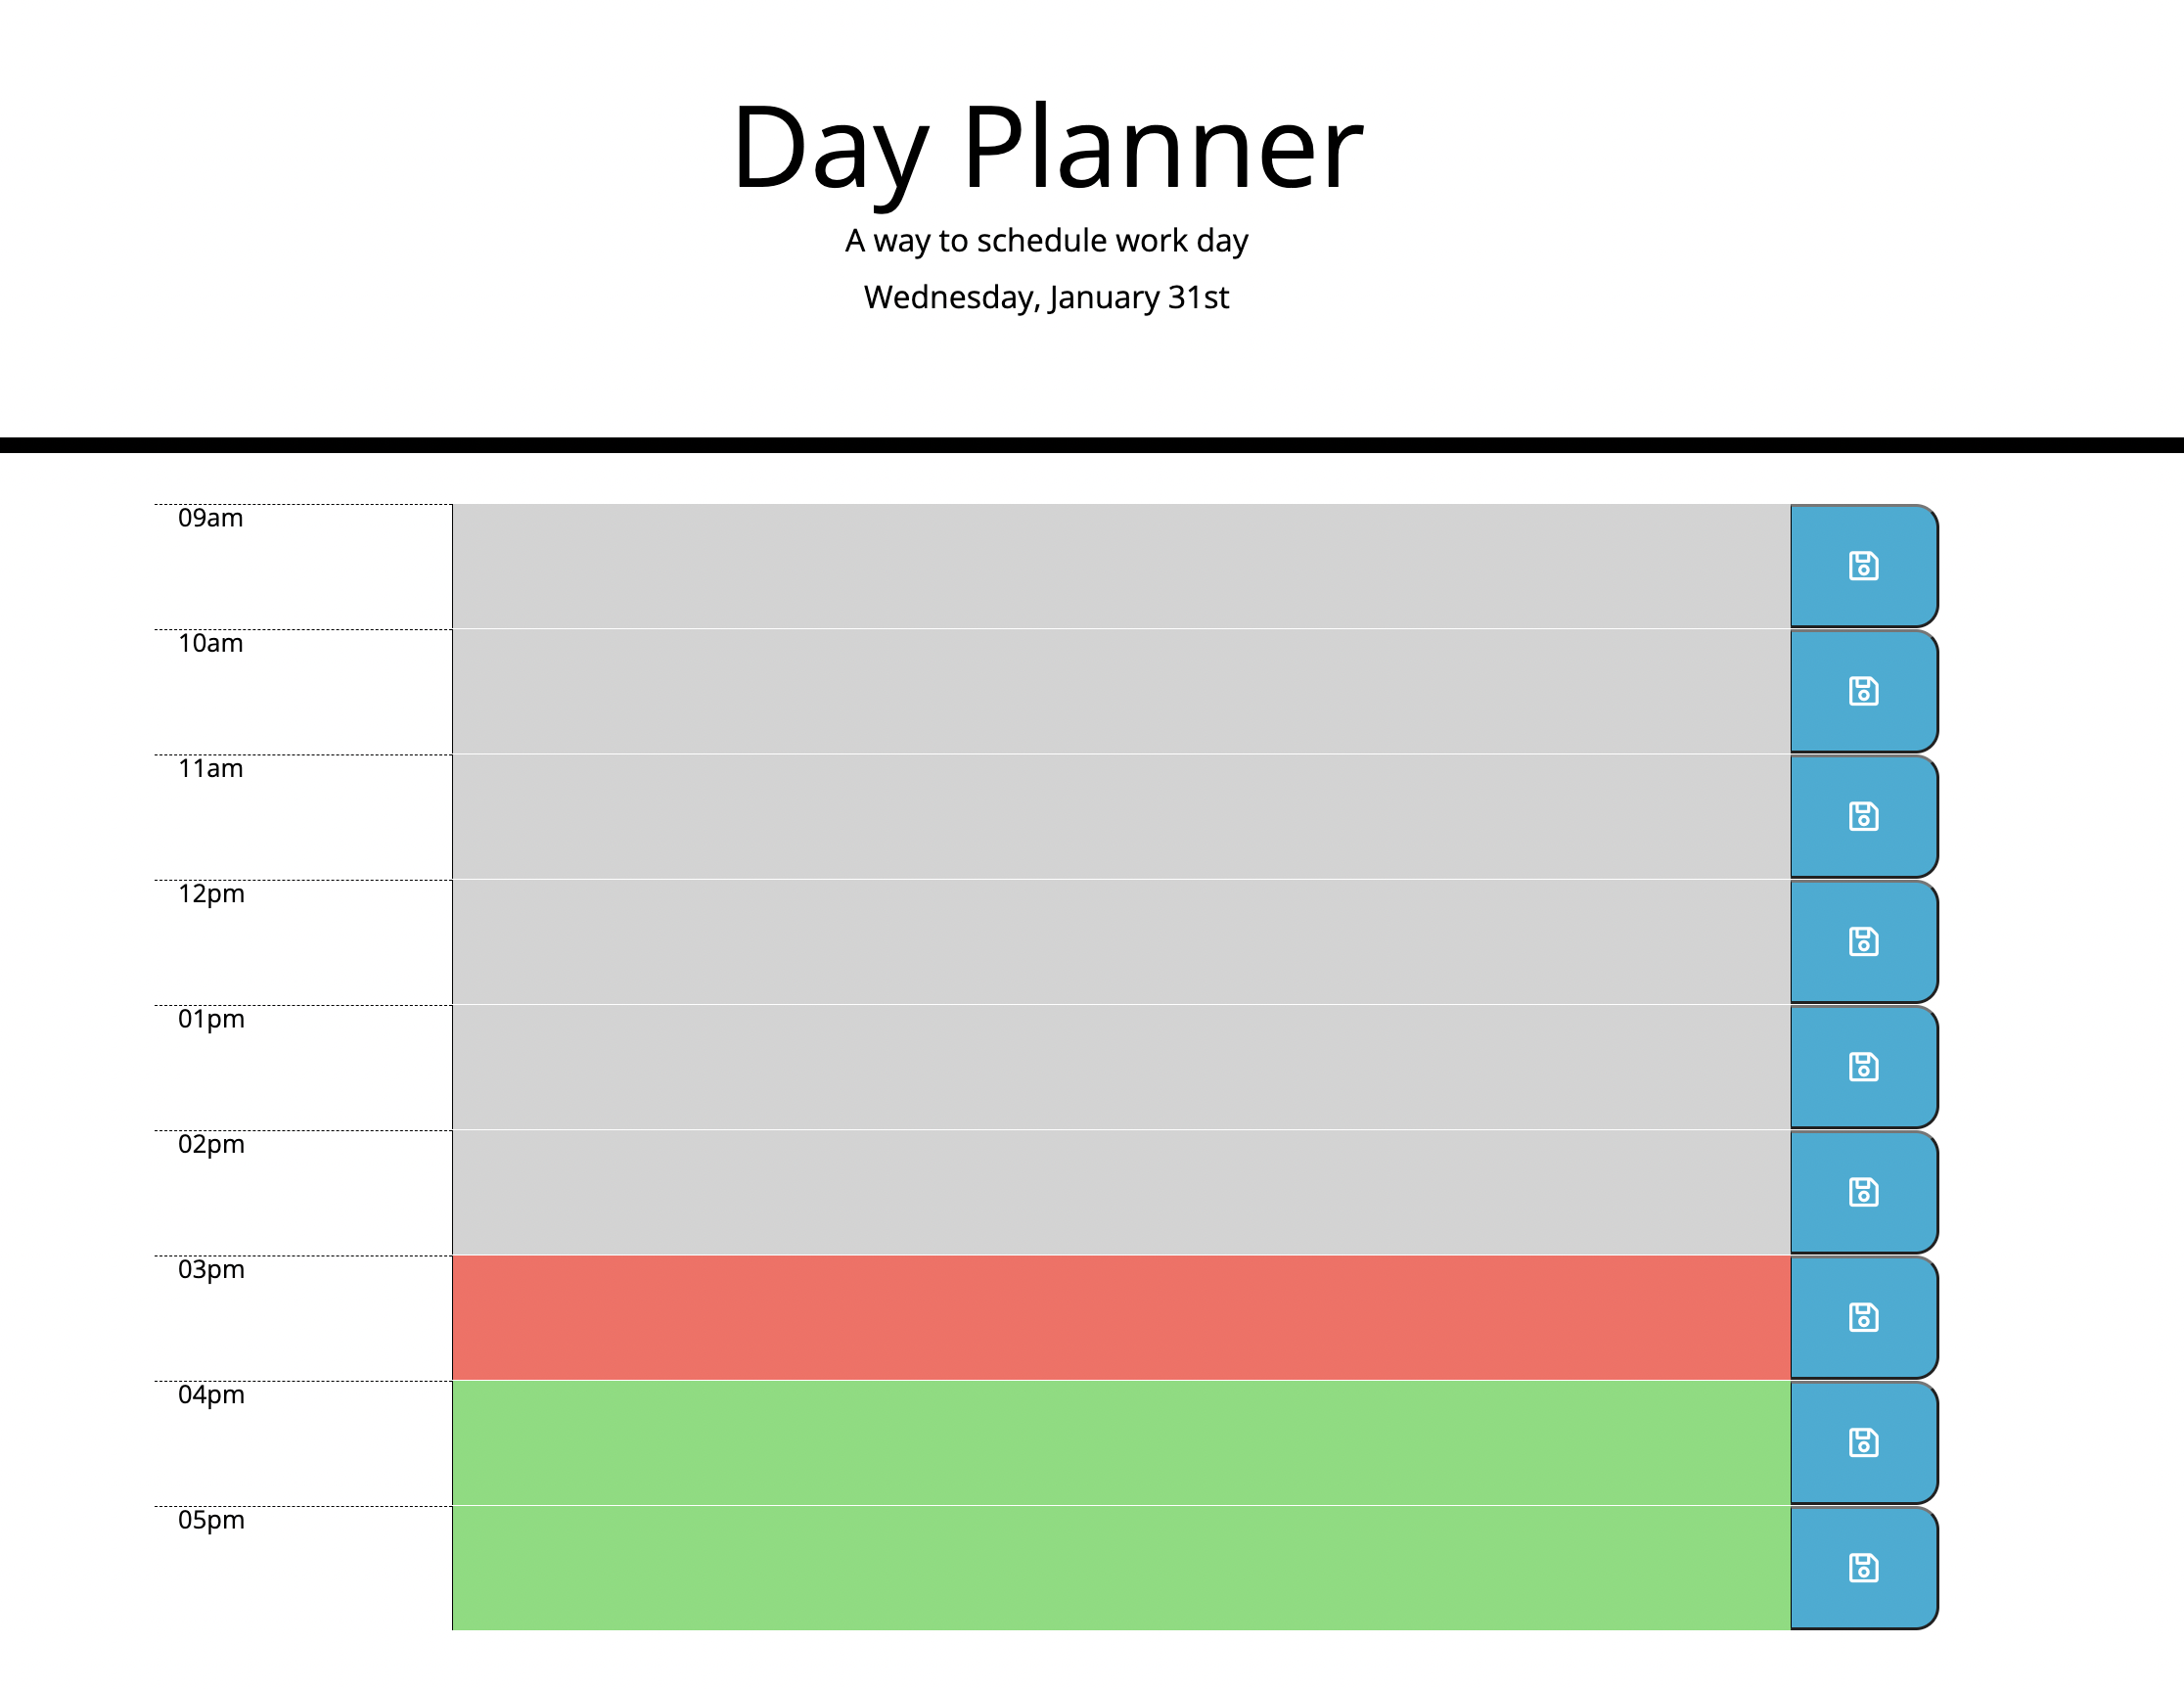 Day Planner
A way to schedule work day
Wednesday, January 31st
09am
10am
11am
12pm
01pm
02pm
03pm
04pm
05pm